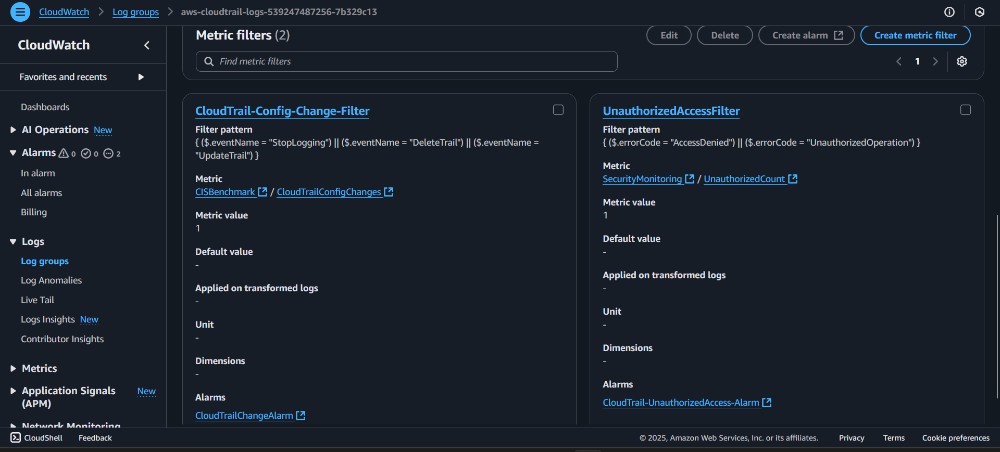 CloudWatch > Log groups > aws-cloudtrail-logs-539247487256-7b329c13
CloudWatch
Favorites and recents
Dashboards
AI Operations New
Alarms 0 0 2
In alarm
All alarms
Billing
Logs
Log groups
Log Anomalies
Live Tail
Logs Insights New
Contributor Insights
Metrics
Application Signals New
(APM)
Network Monitoring
Metric filters (2)
Edit
Delete
Create alarm
Create metric filter
Find metric filters
1
CloudTrail-Config-Change-Filter
Filter pattern
{ ($.eventName = "StopLogging") || ($.eventName = "DeleteTrail") || ($.eventName =
"UpdateTrail") }
Metric
CISBenchmark / CloudTrailConfigChanges
Metric value
1
Default value
-
Applied on transformed logs
-
Unit
-
Dimensions
-
Alarms
CloudTrailChangeAlarm
UnauthorizedAccessFilter
Filter pattern
{ ($.errorCode = "AccessDenied") || ($.errorCode = "UnauthorizedOperation") }
Metric
SecurityMonitoring / UnauthorizedCount
Metric value
1
Default value
-
Applied on transformed logs
-
Unit
-
Dimensions
-
Alarms
CloudTrail-UnauthorizedAccess-Alarm
CloudShell
Feedback
© 2025, Amazon Web Services, Inc. or its affiliates.
Privacy
Terms
Cookie preferences